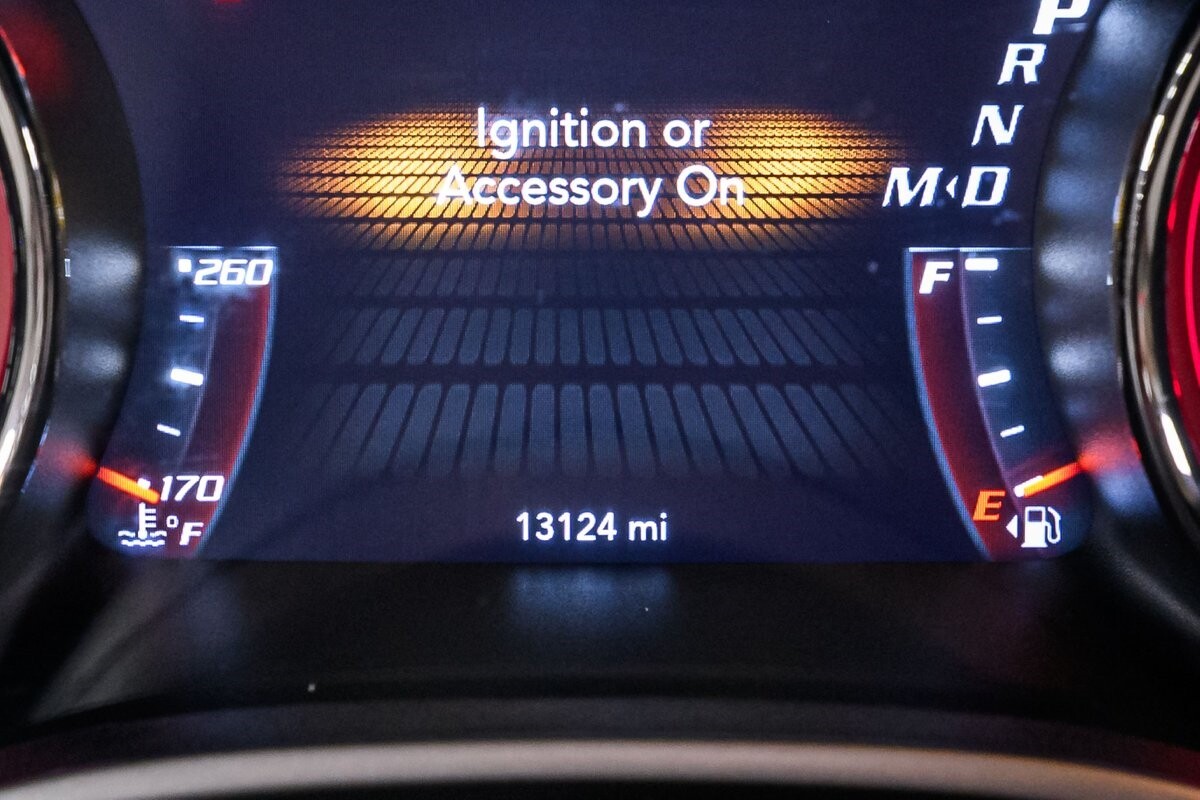 P
R
Ignition or
N
Accessory On
M D
260
F
170
E
°F
13124 mi